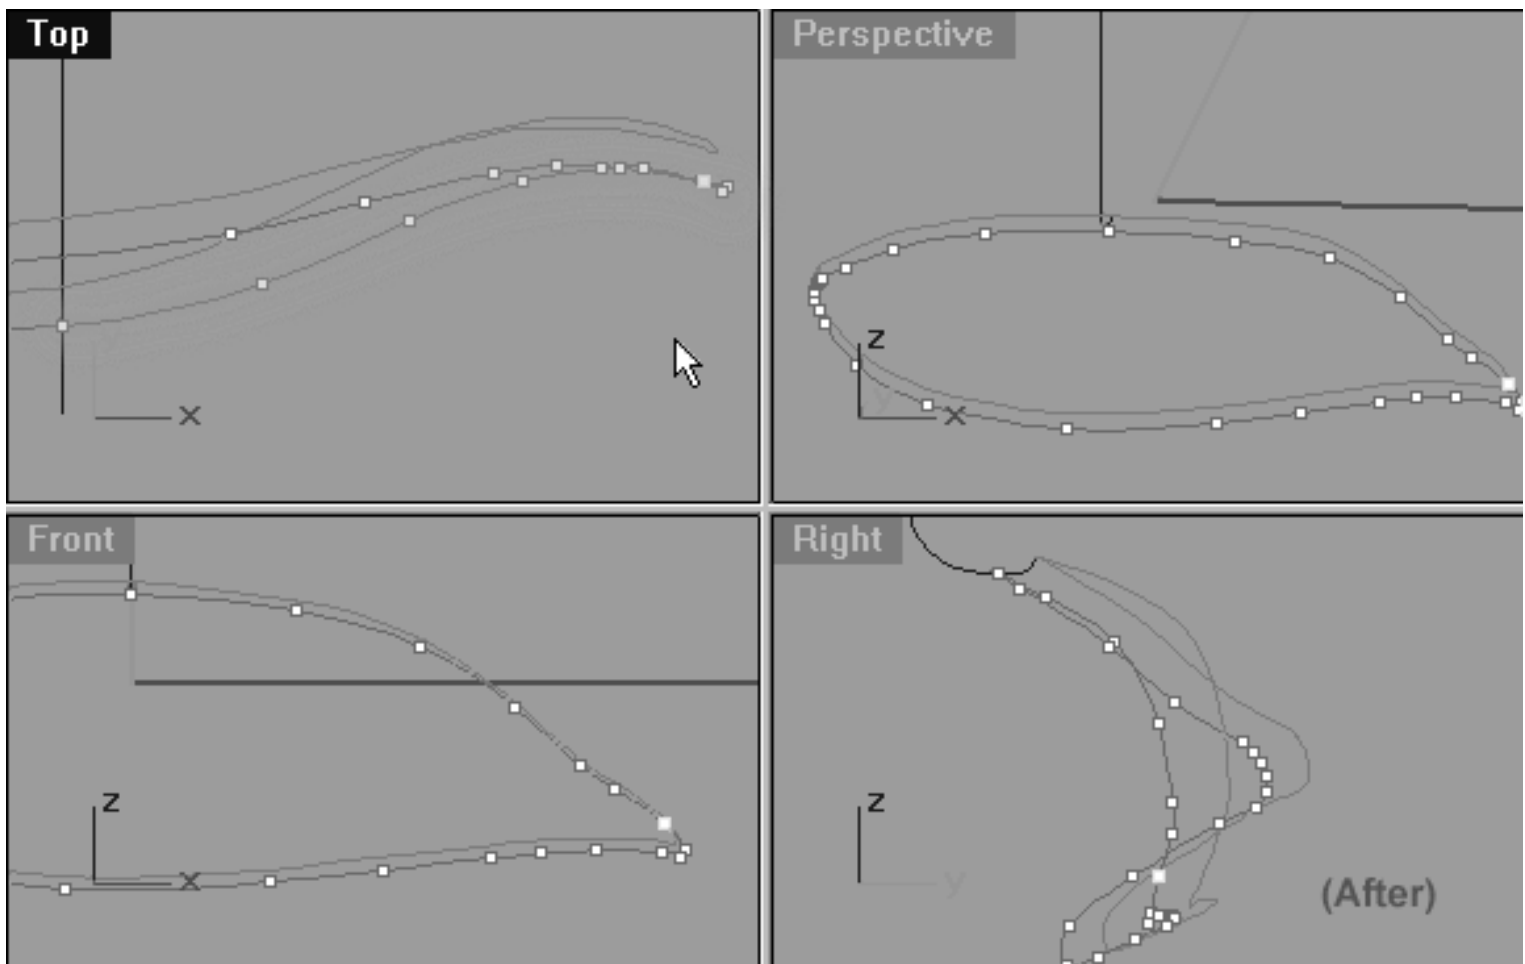 Top
Perspective
x
z
y
x
Front
Right
z
x
z
y
(After)